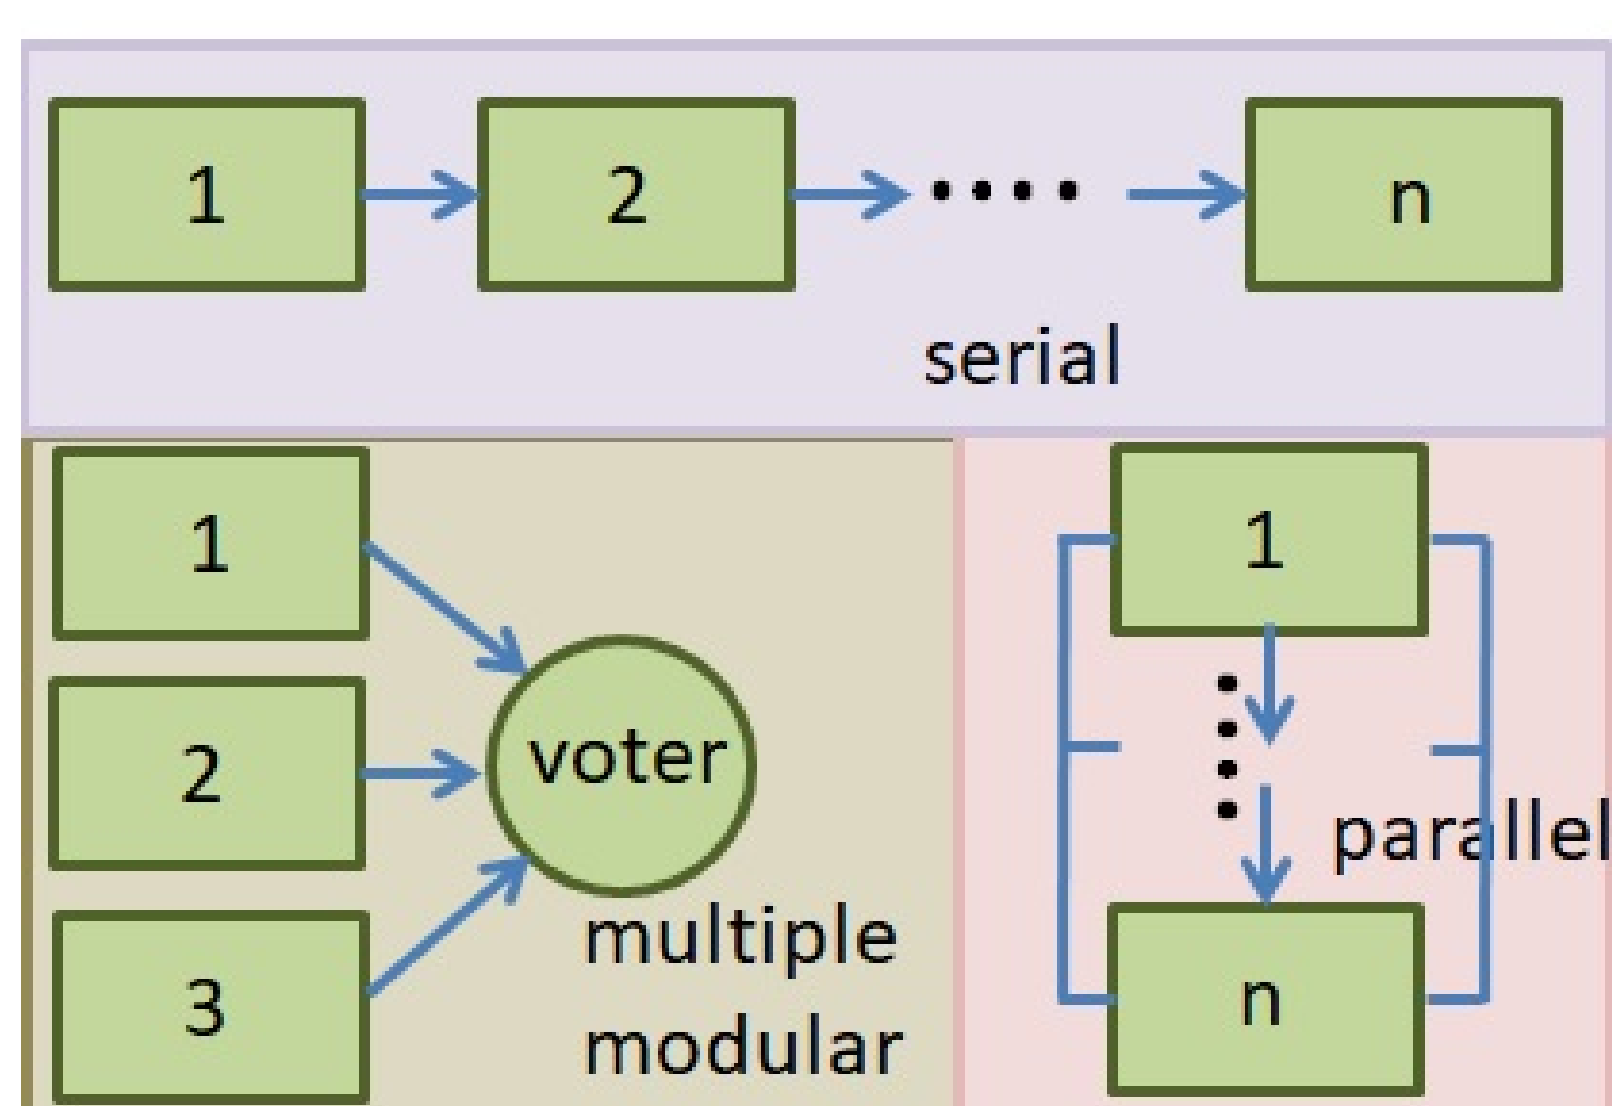 1
2
....
n
serial
1
2
3
voter
multiple
modular
1
parallel
n